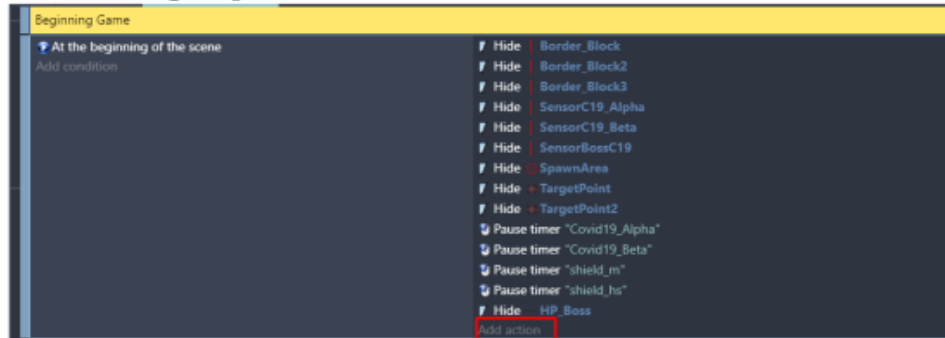 Beginning Game
At the beginning of the scene
Add condition
Hide Border_Block
Hide Border_Block2
Hide Border_Block3
Hide SensorC19_Alpha
Hide SensorC19_Beta
Hide SensorBossC19
Hide SpawnArea
Hide TargetPoint
Hide TargetPoint2
Pause timer "Covid19_Alpha"
Pause timer "Covid19_Beta"
Pause timer "shield_m"
Pause timer "shield_hs"
Hide HP_Boss
Add action